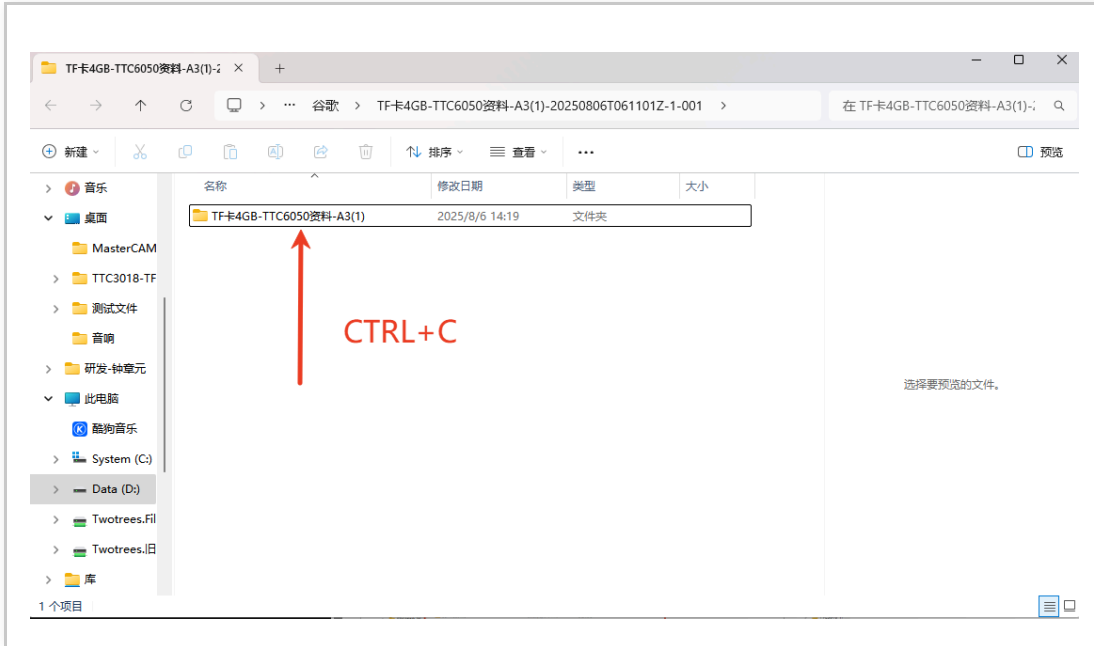 TF卡4GB-TTC6050资料-A3(1)-2
谷歌 TF卡4GB-TTC6050资料-A3(1)-20250806T061101Z-1-001
在 TF卡4GB-TTC6050资料-A3(1)-2
新建 排序 查看 ... 预览
名称 修改日期 类型 大小
TF卡4GB-TTC6050资料-A3(1) 2025/8/6 14:19 文件夹
CTRL+C
音乐
桌面
MasterCAM
TTC3018-TF
测试文件
音响
研发-钟章元
此电脑
酷狗音乐
System (C:)
Data (D:)
Twotrees.Fil
Twotrees.旧
库
选择要预览的文件。
1 个项目